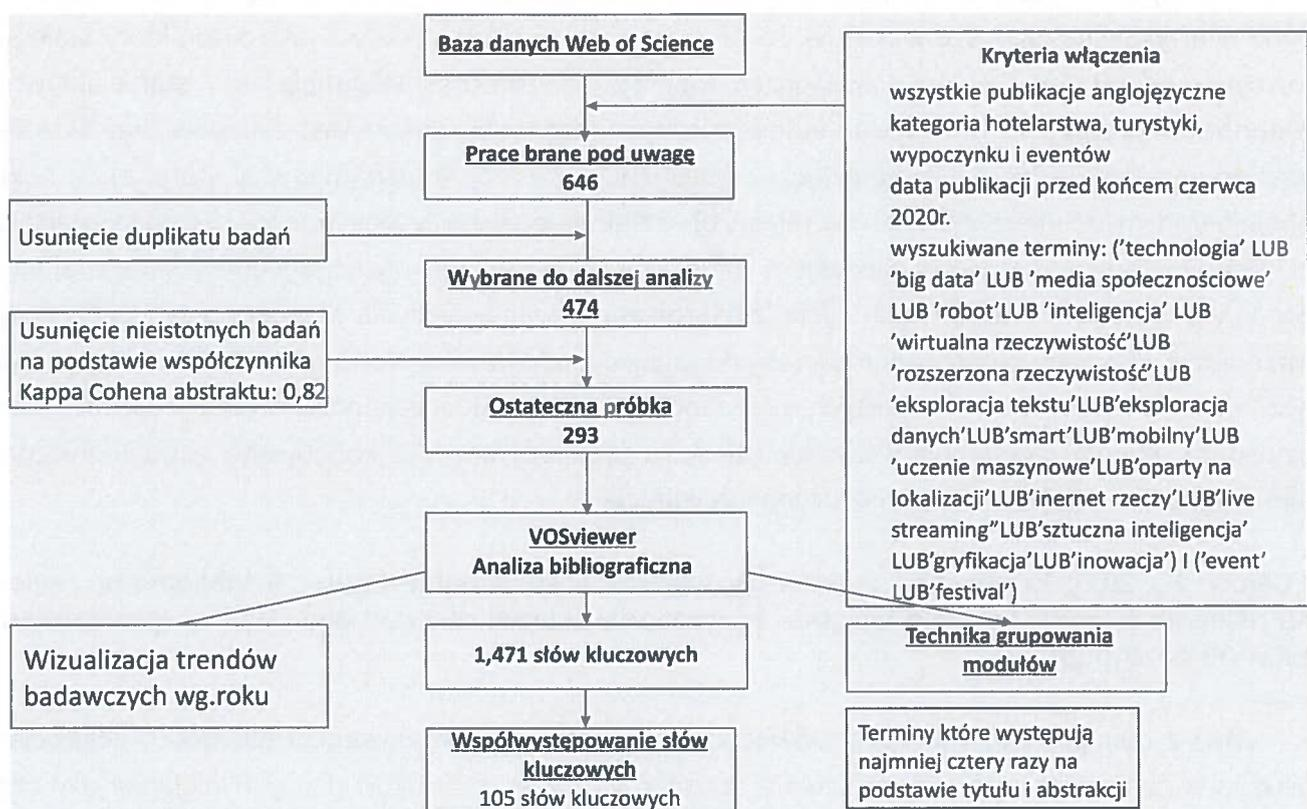 Baza danych Web of Science
Prace brane pod uwagę
646
Usunięcie duplikatu badań
Wybrane do dalszej analizy
474
Usunięcie nieistotnych badań
na podstawie współczynnika
Kappa Cohena abstraktu: 0,82
Ostateczna próbka
293
VOSviewer
Analiza bibliograficzna
Wizualizacja trendów
badawczych wg.roku
1,471 słów kluczowych
Współwystępowanie słów
kluczowych
105 słów kluczowych
Kryteria włączenia
wszystkie publikacje anglojęzyczne
kategoria hotelarstwa, turystyki,
wypoczynku i eventów
data publikacji przed końcem czerwca
2020r.
wyszukiwane terminy: ('technologia' LUB
'big data' LUB 'media społecznościowe'
LUB 'robot'LUB 'inteligencja' LUB
'wirtualna rzeczywistość'LUB
'rozszerzona rzeczywistość'LUB
'eksploracja tekstu'LUB'eksploracja
danych'LUB'smart'LUB'mobilny'LUB
'uczenie maszynowe'LUB'oparty na
lokalizacji'LUB'inernet rzeczy'LUB'live
streaming"LUB'sztuczna inteligencja'
LUB'gryfikacja'LUB'inowacja') I ('event'
LUB'festival')
Technika grupowania
modułów
Terminy które występują
najmniej cztery razy na
podstawie tytułu i abstrakcji